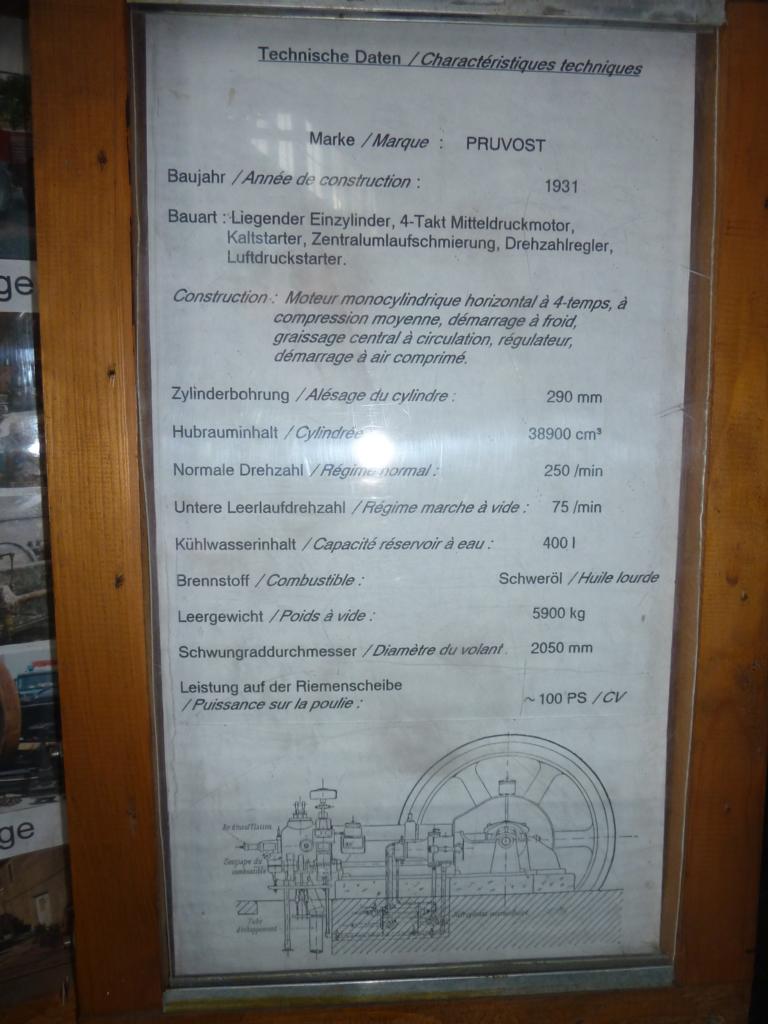 Technische Daten / Charactéristiques techniques
Marke / Marque : PRUVOST
Baujahr / Année de construction : 1931
Bauart : Liegender Einzylinder, 4-Takt Mitteldruckmotor,
Kaltstarter, Zentralumlaufschmierung, Drehzahlregler,
Luftdruckstarter.
Construction : Moteur monocylindrique horizontal à 4-temps, à
compression moyenne, démarrage à froid,
graissage central à circulation, régulateur,
démarrage à air comprimé.
Zylinderbohrung / Alésage du cylindre : 290 mm
Hubrauminhalt / Cylindrée 38900 cm³
Normale Drehzahl / Régime normal : 250 /min
Untere Leerlaufdrehzahl / Régime marche à vide : 75 /min
Kühlwasserinhalt / Capacité réservoir à eau : 400 l
Brennstoff / Combustible : Schweröl / Huile lourde
Leergewicht / Poids à vide : 5900 kg
Schwungraddurchmesser / Diamètre du volant . 2050 mm
Leistung auf der Riemenscheibe
/ Puissance sur la poulie : ~ 100 PS / CV
ge
ge
combustible
Tube
d'échappement